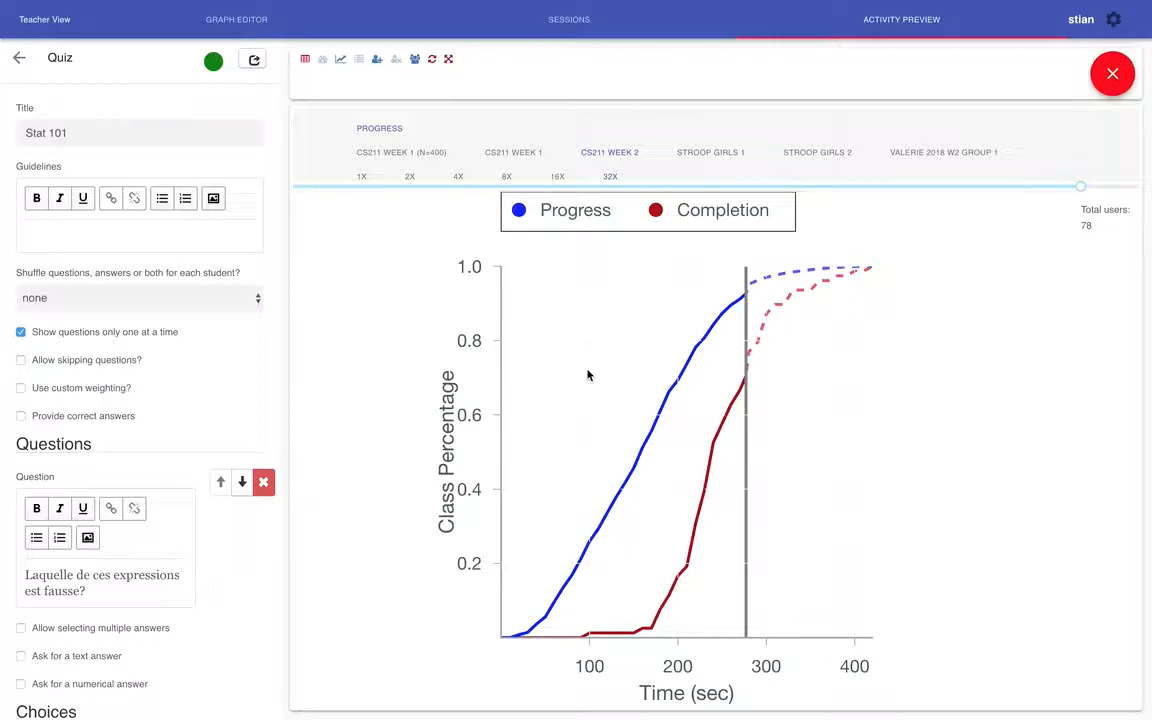 Teacher View
GRAPH EDITOR
SESSIONS
ACTIVITY PREVIEW
stian
Quiz
Title
Stat 101
Guidelines
B I U
Shuffle questions, answers or both for each student?
none
Show questions only one at a time
Allow skipping questions?
Use custom weighting?
Provide correct answers
Questions
Question
B I U
Laquelle de ces expressions
est fausse?
Allow selecting multiple answers
Ask for a text answer
Ask for a numerical answer
Choices
PROGRESS
CS211 WEEK 1 (N=400) CS211 WEEK 1 CS211 WEEK 2 STROOP GIRLS 1 STROOP GIRLS 2 VALERIE 2018 W2 GROUP 1
1X 2X 4X 8X 16X 32X
Total users:
78
Progress Completion
1.0
0.8
0.6
0.4
0.2
Class Percentage
100 200 300 400
Time (sec)